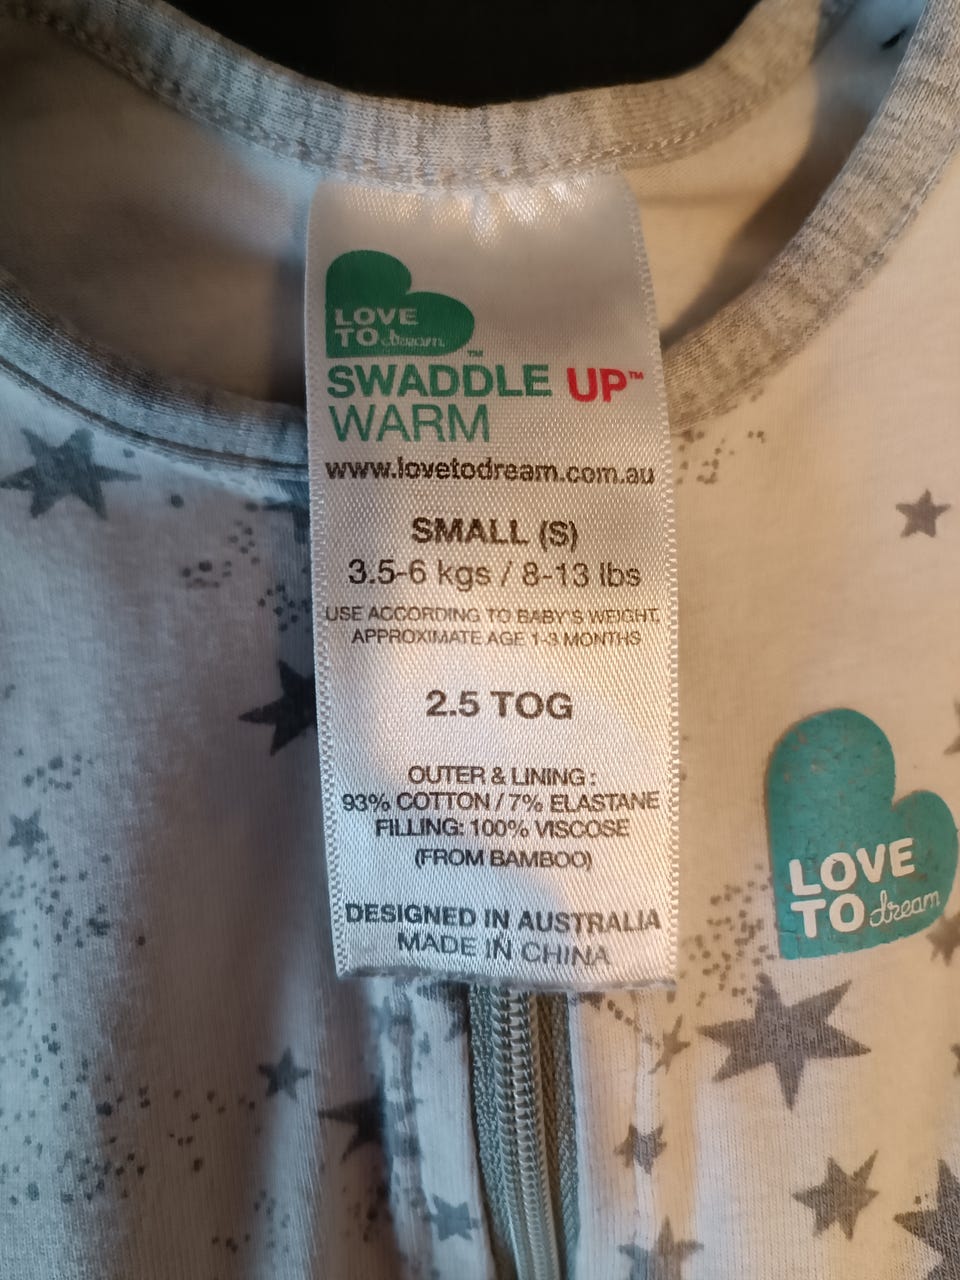 LOVE
TO dream™
SWADDLE UP™
WARM
www.lovetodream.com.au
SMALL (S)
3.5-6 kgs / 8-13 lbs
USE ACCORDING TO BABY'S WEIGHT.
APPROXIMATE AGE 1-3 MONTHS
2.5 TOG
OUTER & LINING :
93% COTTON / 7% ELASTANE
FILLING: 100% VISCOSE
(FROM BAMBOO)
DESIGNED IN AUSTRALIA
MADE IN CHINA
LOVE
TO dream